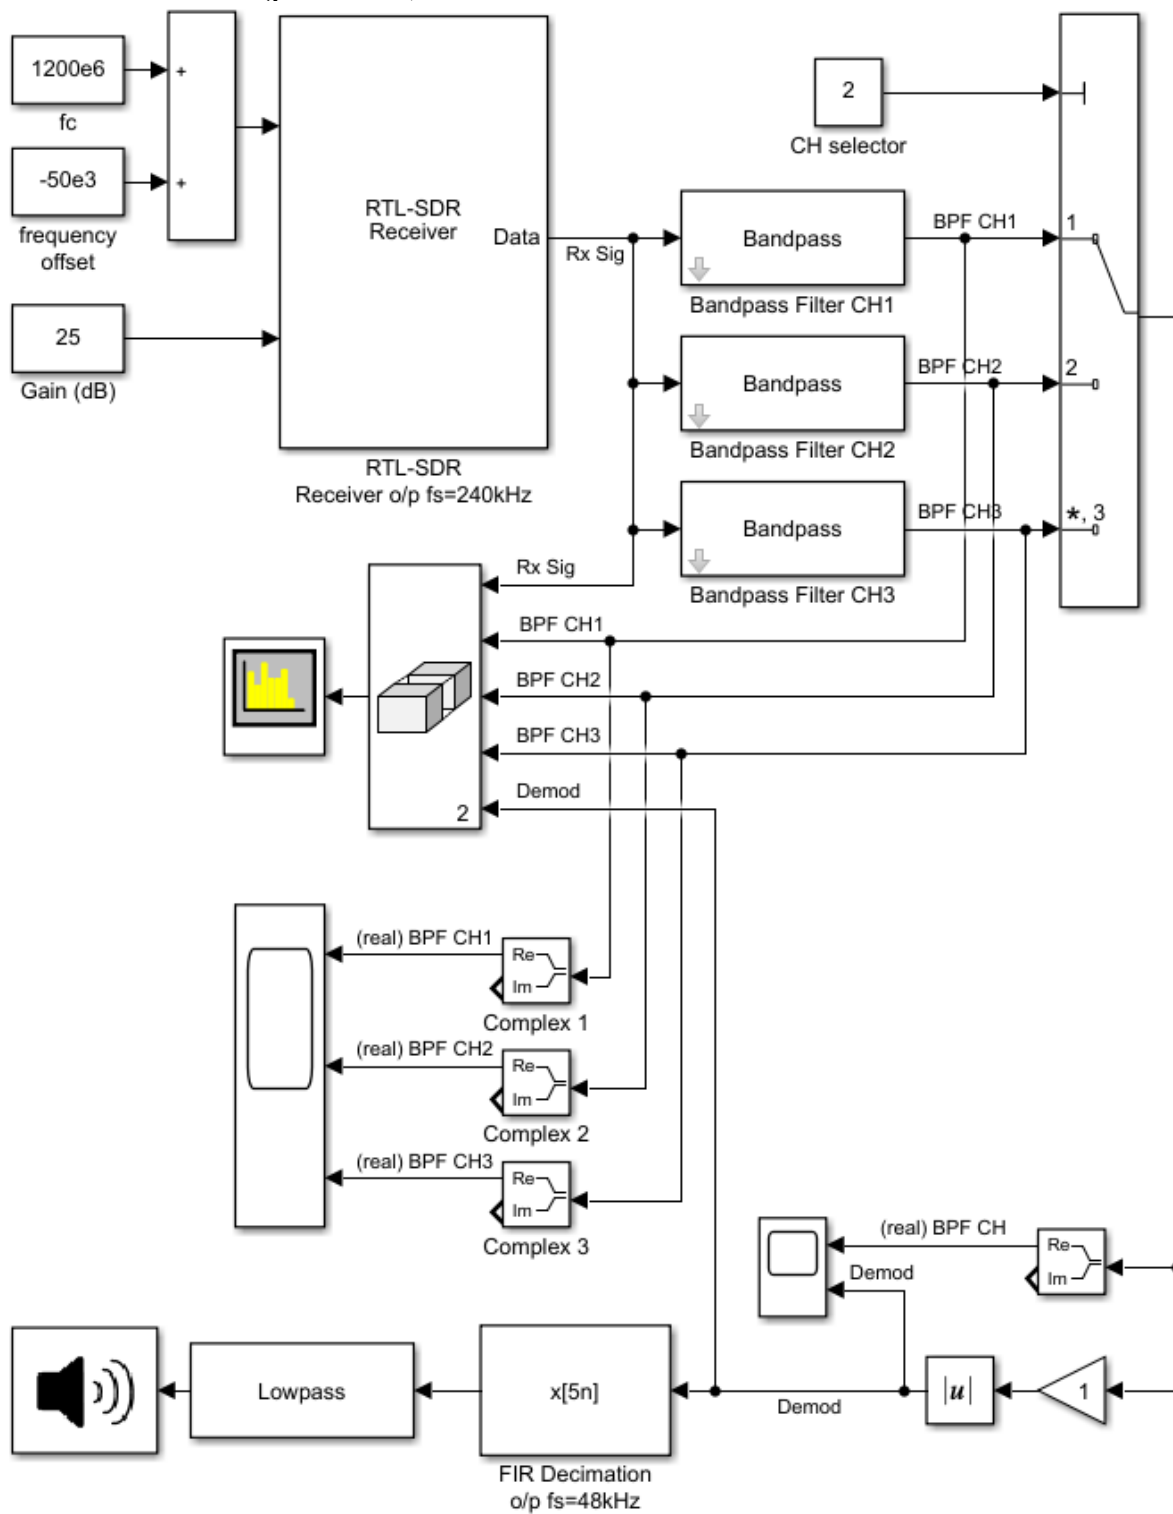 1200e6
fc
-50e3
frequency
offset
25
Gain (dB)
+
+
RTL-SDR
Receiver
Data
RTL-SDR
Receiver o/p fs=240kHz
Rx Sig
2
CH selector
Bandpass
Bandpass Filter CH1
BPF CH1
1
Bandpass
Bandpass Filter CH2
BPF CH2
2
Bandpass
Bandpass Filter CH3
BPF CH3
*, 3
Rx Sig
BPF CH1
BPF CH2
BPF CH3
Demod
2
(real) BPF CH1
Re
Im
Complex 1
(real) BPF CH2
Re
Im
Complex 2
(real) BPF CH3
Re
Im
Complex 3
(real) BPF CH
Re
Im
Demod
Lowpass
x[5n]
FIR Decimation
o/p fs=48kHz
Demod
|u|
1